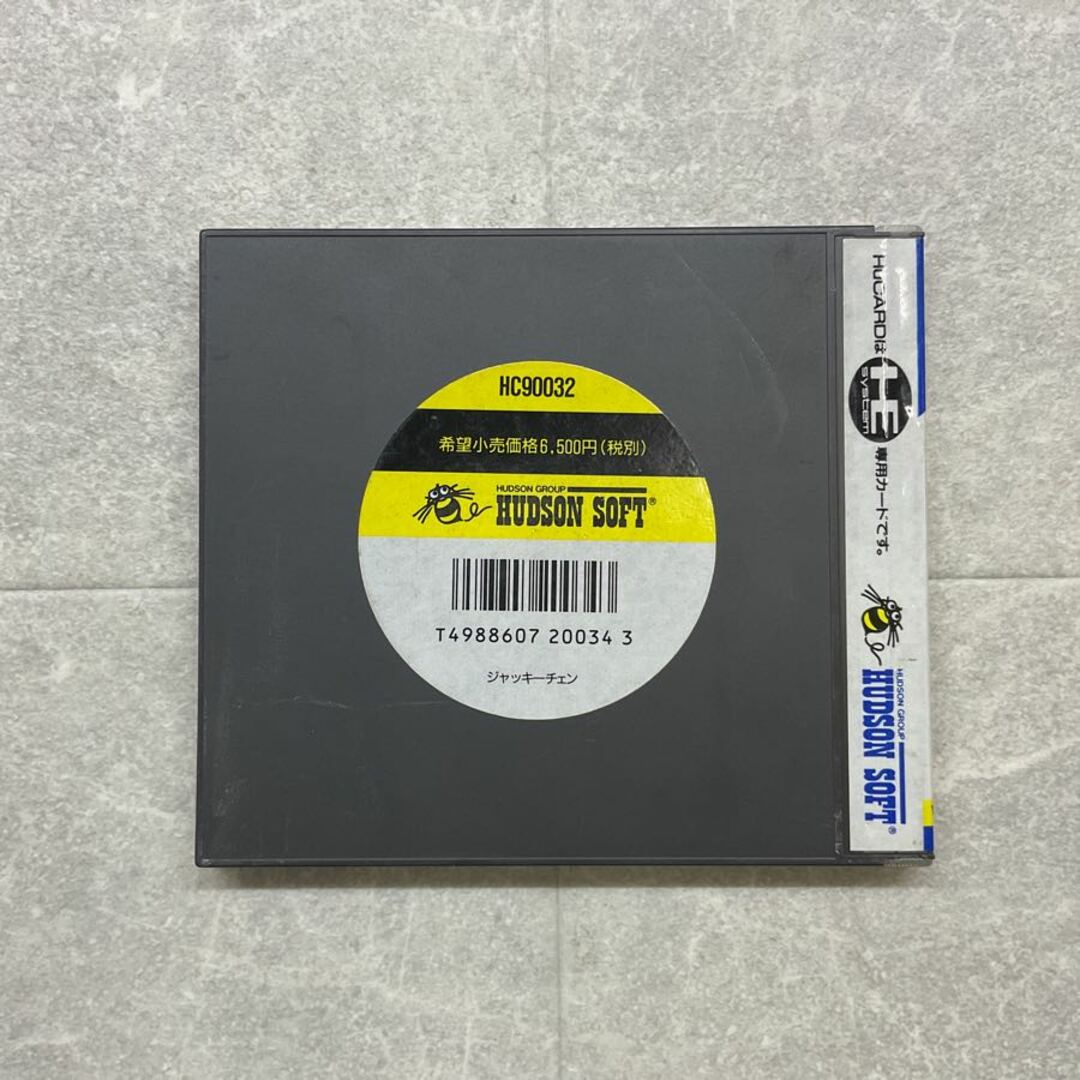 HC90032
希望小売価格6,500円(税別)
HUDSON GROUP
HUDSON SOFT®
T4988607 20034 3
ジャッキーチェン
HuCARDは
HE
system
専用カードです。
HUDSON GROUP
HUDSON SOFT®